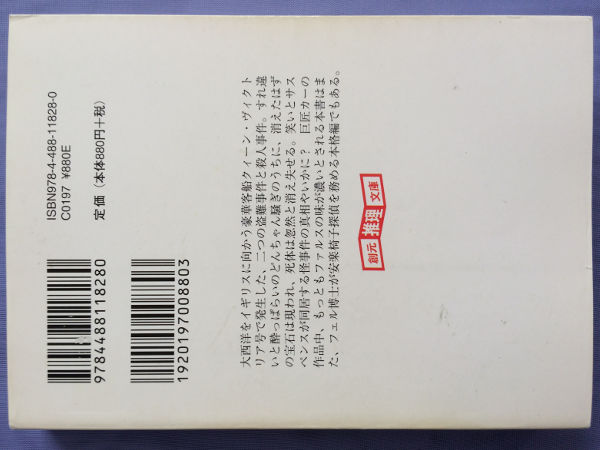 大西洋をイギリスに向かう豪華客船クィーン・ヴィクト
リア号で発生した、二つの盗難事件と殺人事件。すれ違
いと酔っぱらいのどんちゃん騒ぎのうちに、消えたはず
の宝石は現われ、死体は忽然と消え失せる。笑いとサス
ペンスが同居する怪事件の真相やいかに？　巨匠カーの
作品中、もっともファルスの味が濃いとされる本書はま
た、フェル博士が安楽椅子探偵を務める本格編でもある。
創元
推理
文庫
ISBN978-4-488-11828-0
C0197 ¥880E
定価（本体880円+税）
9784488118280
1920197008803